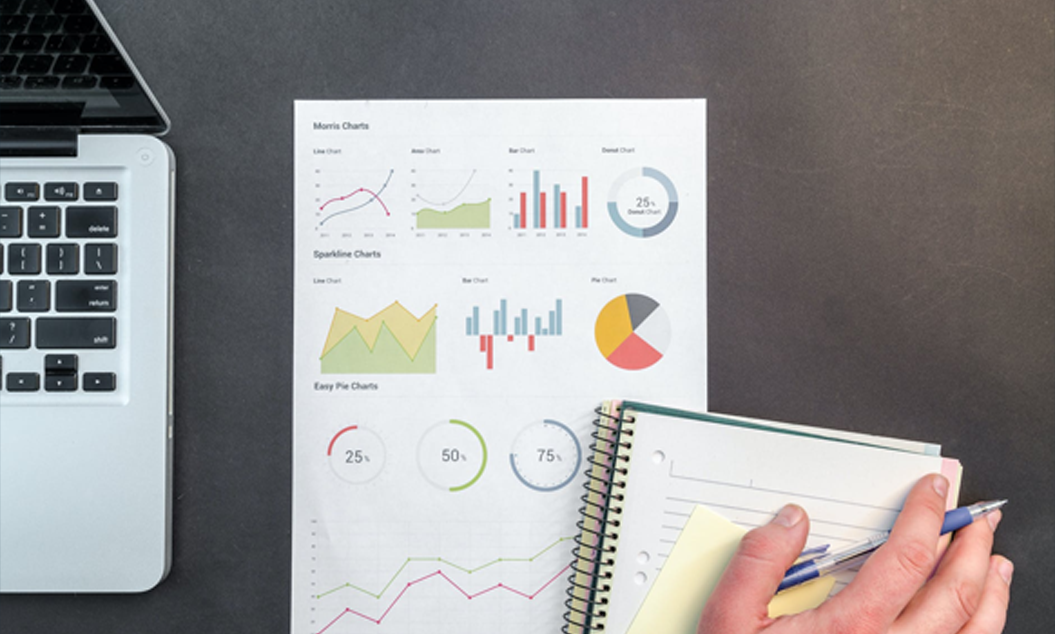 Morris Charts
Line Chart
Area Chart
Bar Chart
Donut Chart
25%
Donut Chart
Sparkline Charts
Line Chart
Bar Chart
Pie Chart
Easy Pie Charts
25%
50%
75%
delete
enter
return
shift